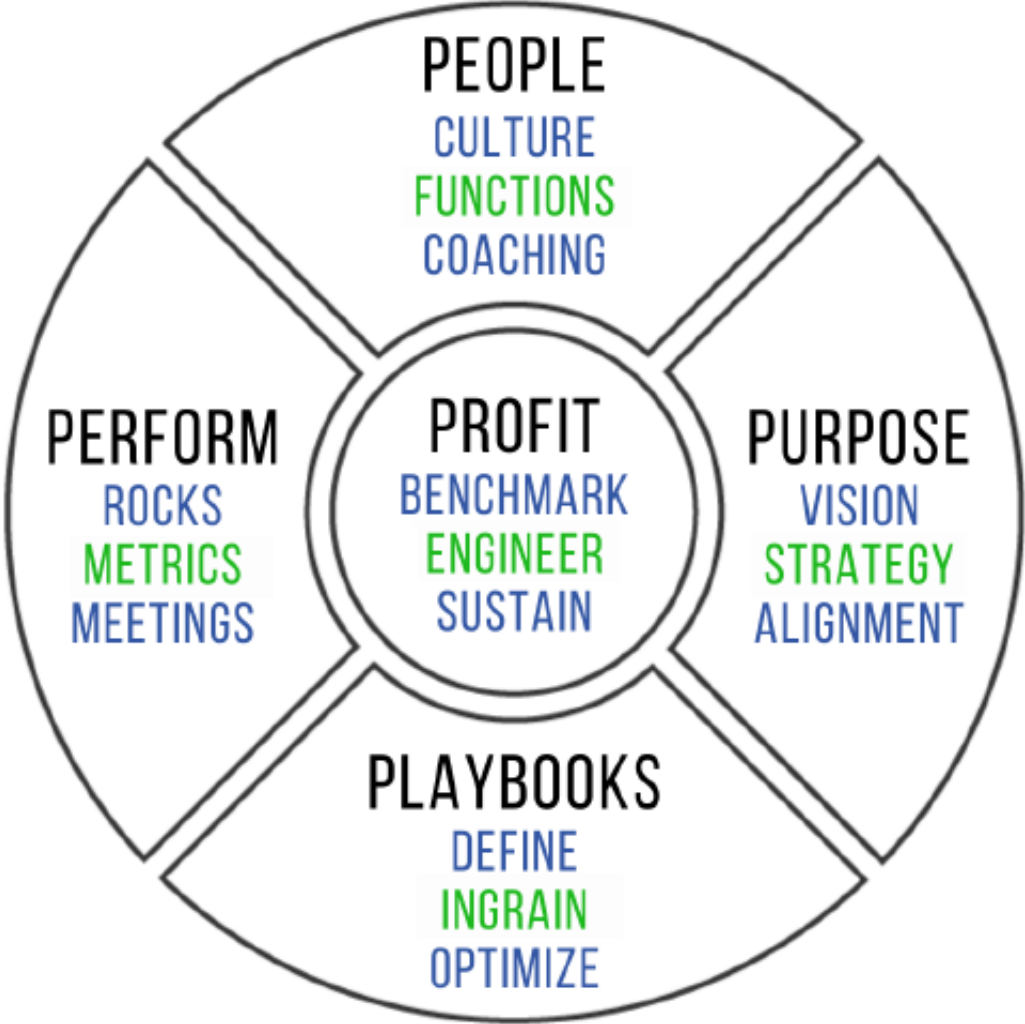 PEOPLE
CULTURE
FUNCTIONS
COACHING
PERFORM
ROCKS
METRICS
MEETINGS
PROFIT
BENCHMARK
ENGINEER
SUSTAIN
PURPOSE
VISION
STRATEGY
ALIGNMENT
PLAYBOOKS
DEFINE
INGRAIN
OPTIMIZE